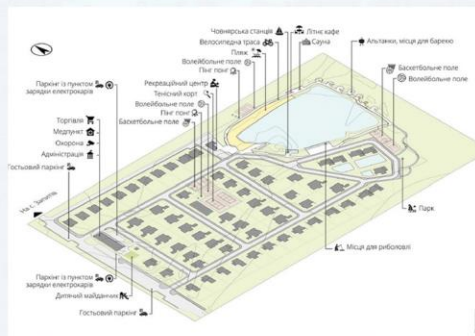 Човнярська станція
Літнє кафе
Велосипедна траса
Сауна
Альтанки, місця для барекю
Пляж
Волейбольне поле
Пінг понг
Баскетбольне поле
Волейбольне поле
Рекреаційний центр
Тенісний корт
Волейбольне поле
Пінг понг
Баскетбольне поле
Паркінг із пунктом
зарядки електрокарів
Торгівля
Медпункт
Охорона
Адміністрація
Гостьовий паркінг
На с.
Парк
Місця для риболовлі
Паркінг із пунктом
зарядки електрокарів
Дитячий майданчик
Гостьовий паркінг